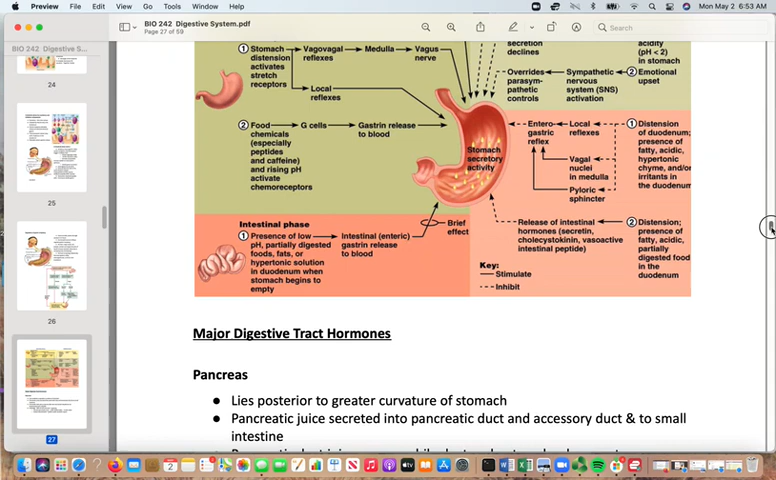 Preview File Edit View Go Tools Window Help
Mon May 2 6:53 AM
BIO 242 Digestive System.pdf
Page 27 of 59
Search
BIO 242 Digestive S...
24
25
26
27
1 Stomach distension activates stretch receptors
Vagovagal reflexes
Medulla
Vagus nerve
Local reflexes
2 Food chemicals (especially peptides and caffeine) and rising pH activate chemoreceptors
G cells
Gastrin release to blood
secretion declines
acidity (pH < 2) in stomach
Overrides parasympathetic controls
Sympathetic nervous system (SNS) activation
2 Emotional upset
Stomach secretory activity
Entero-gastric reflex
Local reflexes
1 Distension of duodenum; presence of fatty, acidic, hypertonic chyme, and/or irritants in the duodenum
Vagal nuclei in medulla
Pyloric sphincter
Intestinal phase
1 Presence of low pH, partially digested foods, fats, or hypertonic solution in duodenum when stomach begins to empty
Intestinal (enteric) gastrin release to blood
Brief effect
Release of intestinal hormones (secretin, cholecystokinin, vasoactive intestinal peptide)
2 Distension; presence of fatty, acidic, partially digested food in the duodenum
Key:
Stimulate
Inhibit
Major Digestive Tract Hormones
Pancreas
● Lies posterior to greater curvature of stomach
● Pancreatic juice secreted into pancreatic duct and accessory duct & to small
intestine